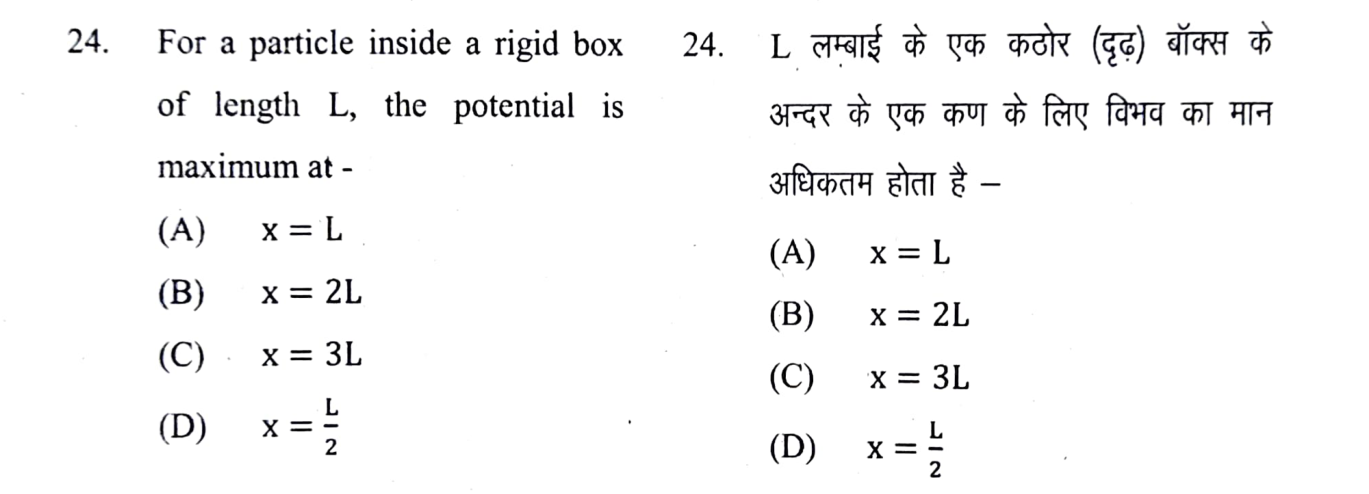 24. For a particle inside a rigid box
of length L, the potential is
maximum at -
(A) x = L
(B) x = 2L
(C) x = 3L
(D) x = L/2
24. L लम्बाई के एक कठोर (दृढ़) बॉक्स के
अन्दर के एक कण के लिए विभव का मान
अधिकतम होता है –
(A) x = L
(B) x = 2L
(C) x = 3L
(D) x = L/2